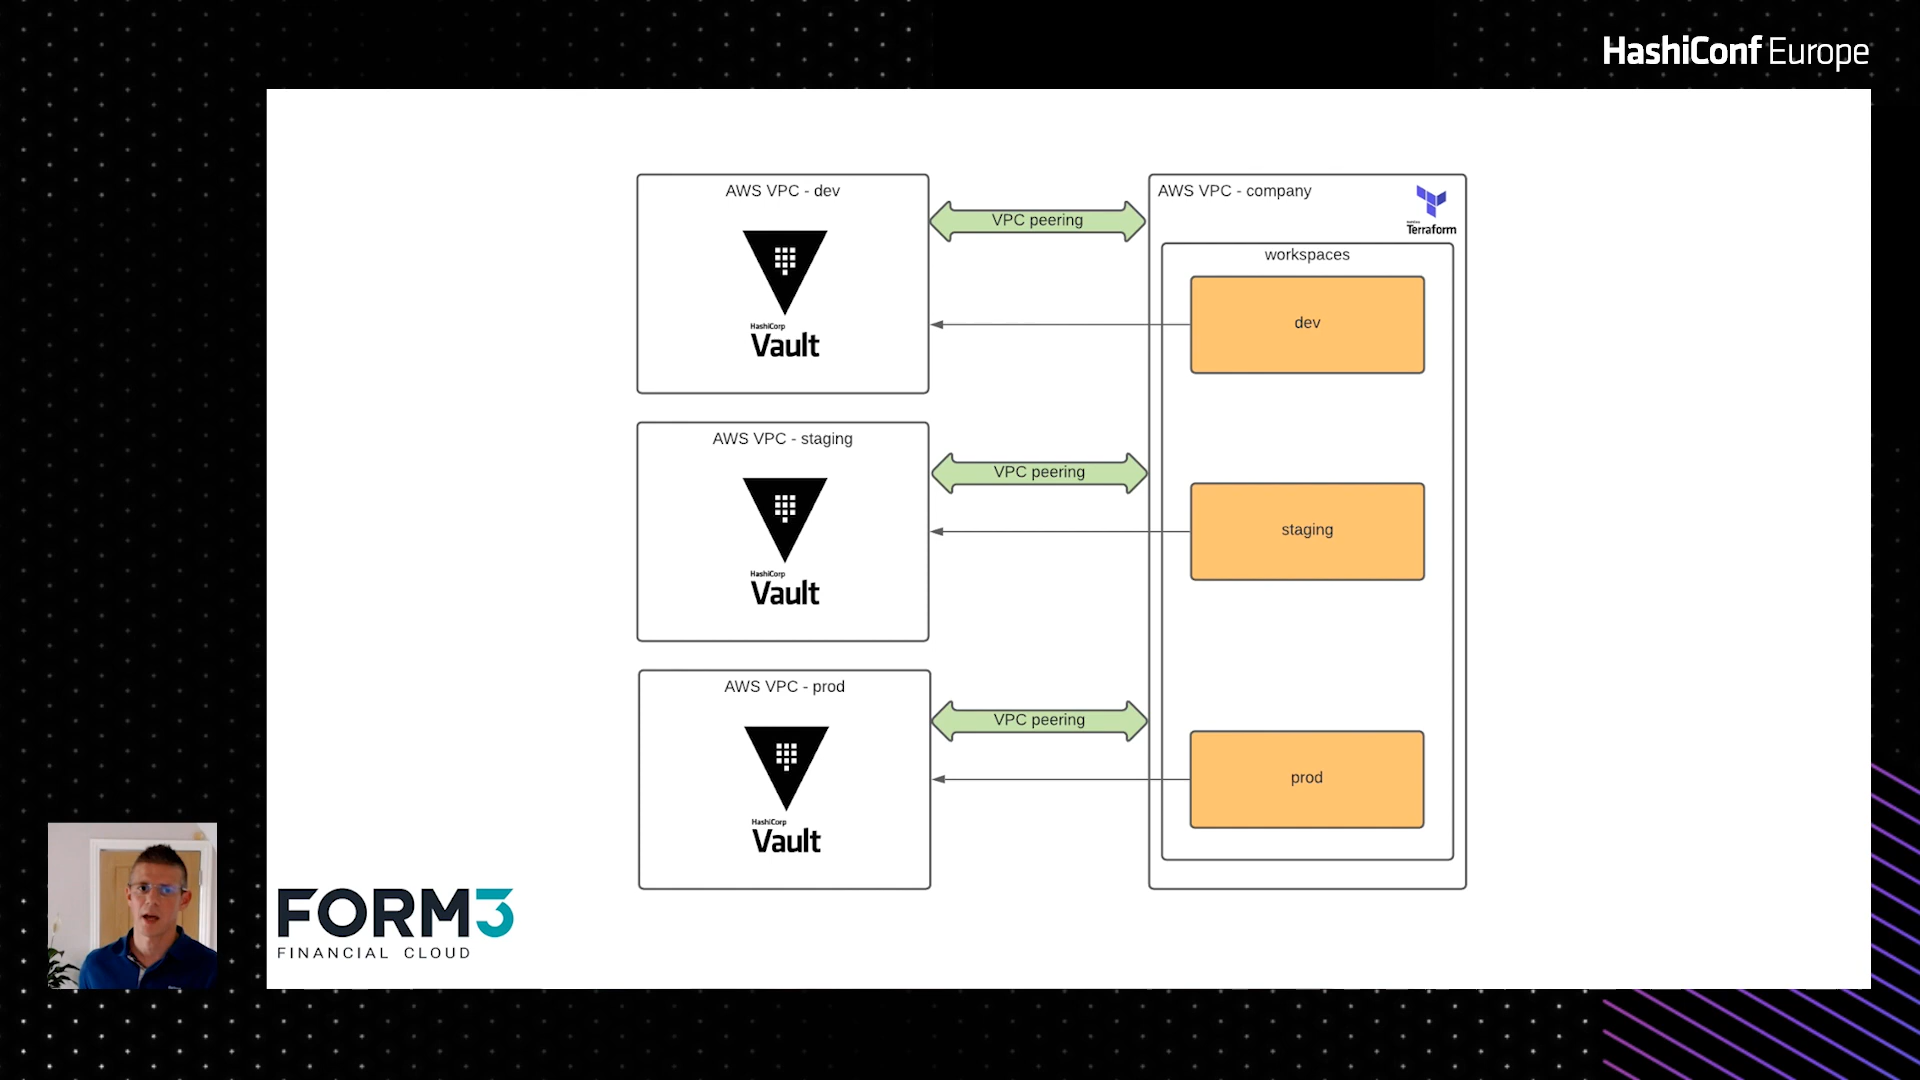 HashiConf Europe
AWS VPC - dev
HashiCorp
Vault
VPC peering
AWS VPC - company
Terraform
workspaces
dev
AWS VPC - staging
HashiCorp
Vault
VPC peering
staging
AWS VPC - prod
HashiCorp
Vault
VPC peering
prod
FORM3
FINANCIAL CLOUD